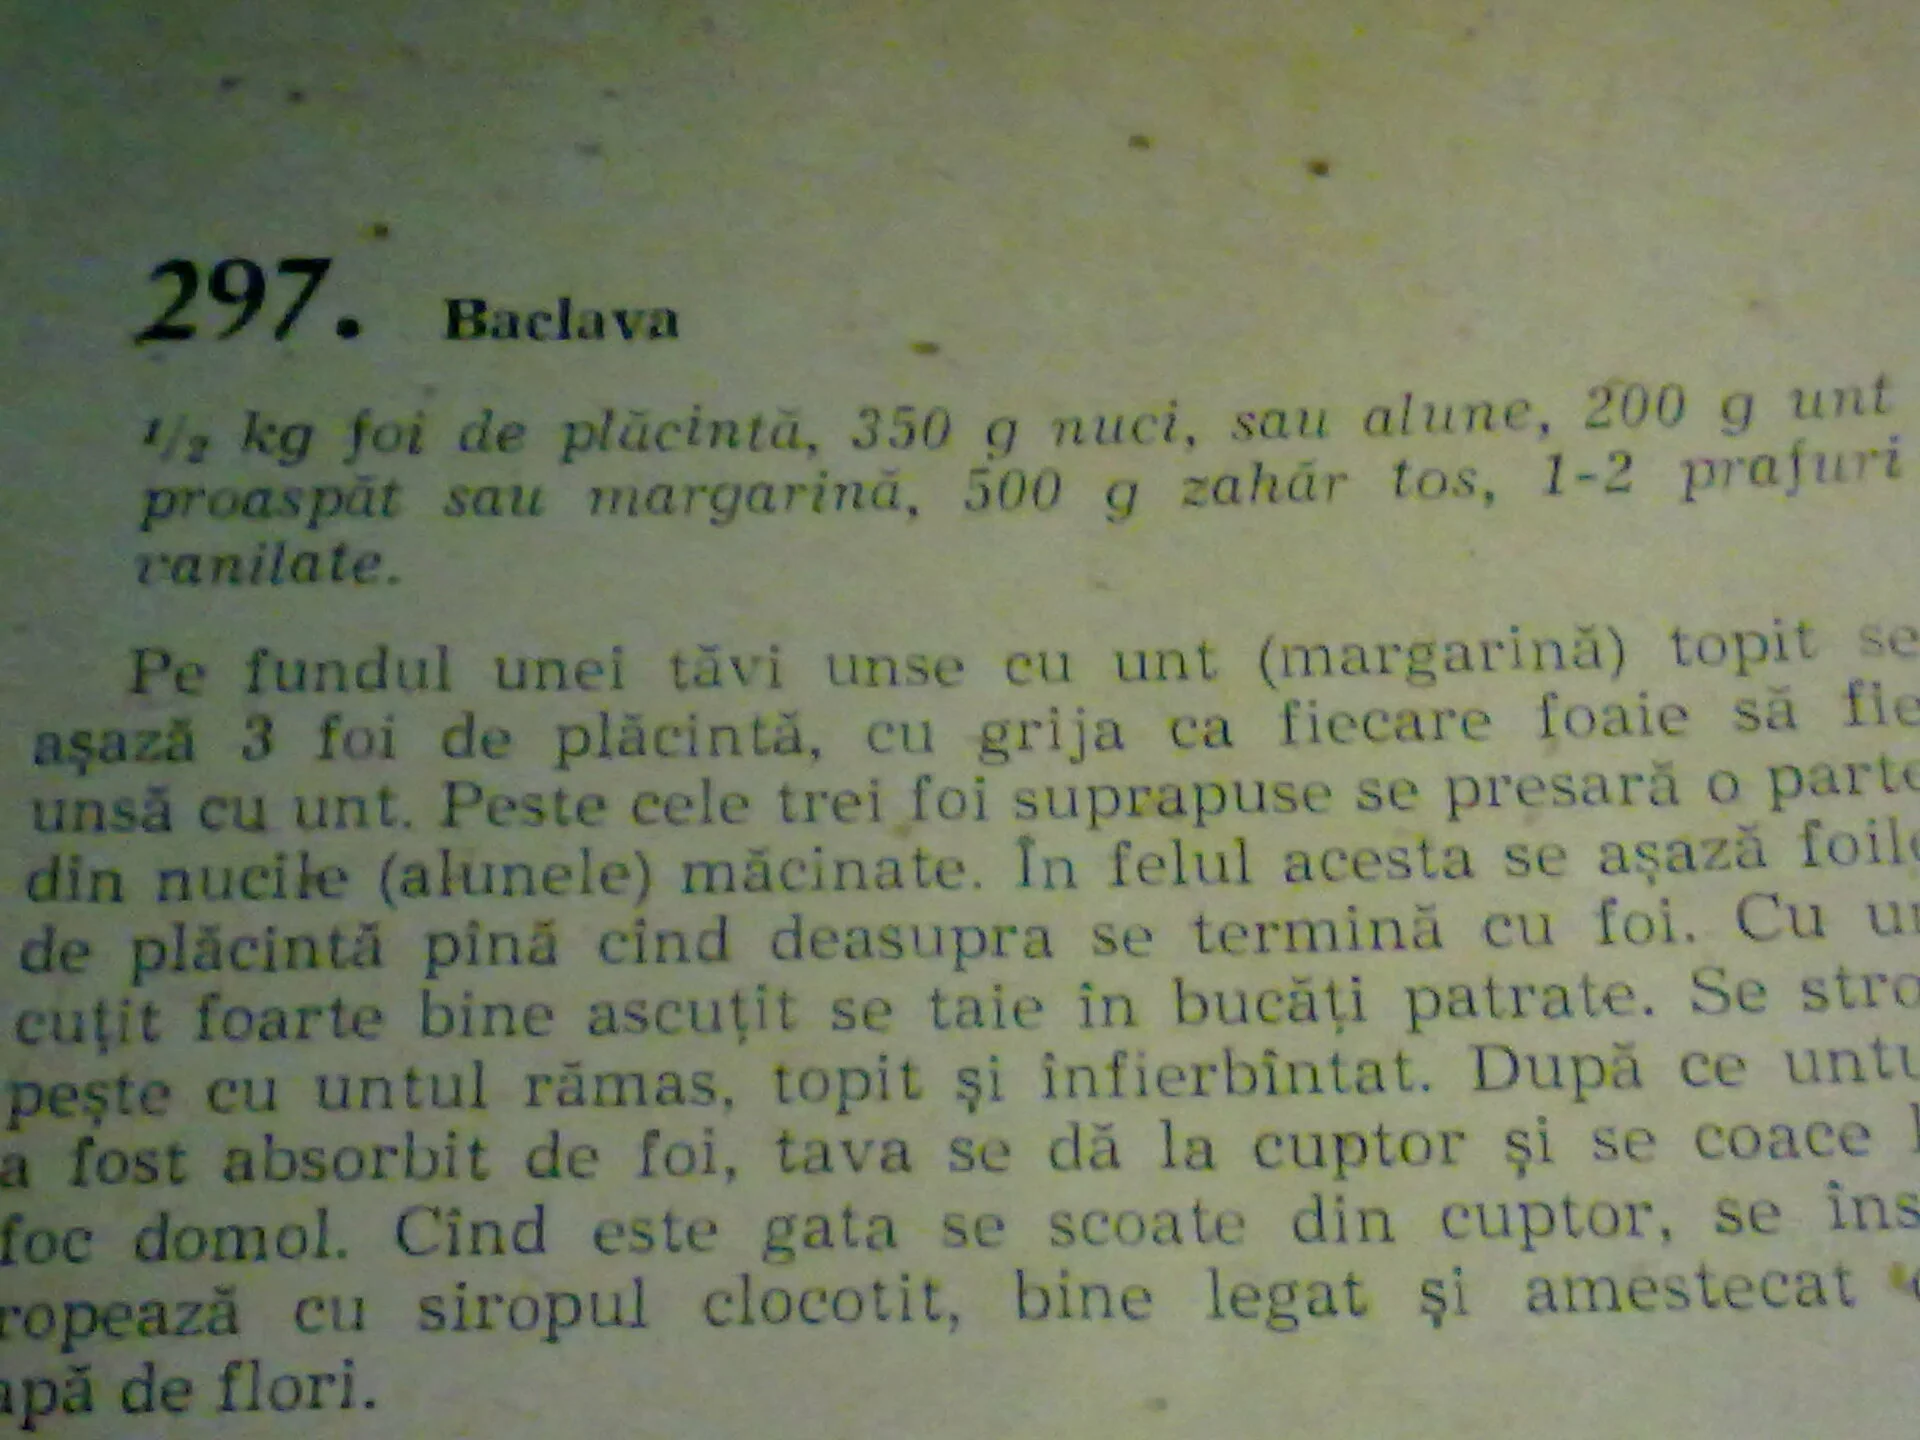 297. Baclava
1/2 kg foi de plăcintă, 350 g nuci, sau alune, 200 g unt
proaspăt sau margarină, 500 g zahăr tos, 1-2 prafuri
vanilate.
Pe fundul unei tăvi unse cu unt (margarină) topit se
așază 3 foi de plăcintă, cu grija ca fiecare foaie să fie
unsă cu unt. Peste cele trei foi suprapuse se presară o parte
din nucile (alunele) măcinate. În felul acesta se așază
de plăcintă pînă cînd deasupra se termină cu foi. Cu
cuțit foarte bine ascuțit se taie în bucăți patrate. Se stro
pește cu untul rămas, topit și înfierbîntat. După ce
a fost absorbit de foi, tava se dă la cuptor și se coace
foc domol. Cînd este gata se scoate din cuptor, se îns
ropează cu siropul clocotit, bine legat și amestecat
apă de flori.